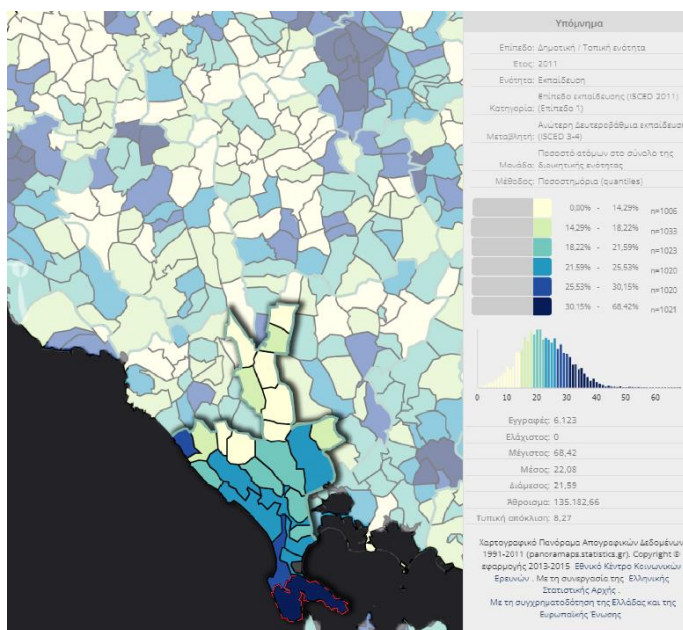 Υπόμνημα
Επίπεδο: Δημοτική / Τοπική ενότητα
Έτος: 2011
Ενότητα: Εκπαίδευση
Επίπεδο εκπαίδευσης (ISCED 2011)
Κατηγορία: (Επίπεδο 1)
Ανώτερη Δευτεροβάθμια εκπαίδευση
Μεταβλητή: (ISCED 3-4)
Ποσοστό ατόμων στο σύνολο της
Μονάδα: διοικητικής ενότητας
Μέθοδος: Ποσοστημόρια (quantiles)
0,00% - 14,29% n=1006
14,29% - 18,22% n=1033
18,22% - 21,59% n=1023
21,59% - 25,53% n=1020
25,53% - 30,15% n=1020
30,15% - 68,42% n=1021
0 10 20 30 40 50 60
Εγγραφές: 6.123
Ελάχιστος: 0
Μέγιστος: 68,42
Μέσος: 22,08
Διάμεσος: 21,59
Άθροισμα: 135.182,66
Τυπική απόκλιση: 8,27
Χαρτογραφικό Πανόραμα Απογραφικών Δεδομένων
1991-2011 (panoramaps.statistics.gr). Copyright ©
εφαρμογής 2013-2015 Εθνικό Κέντρο Κοινωνικών
Ερευνών . Με τη συνεργασία της Ελληνικής
Στατιστικής Αρχής .
Με τη συγχρηματοδότηση της Ελλάδας και της
Ευρωπαϊκής Ένωσης